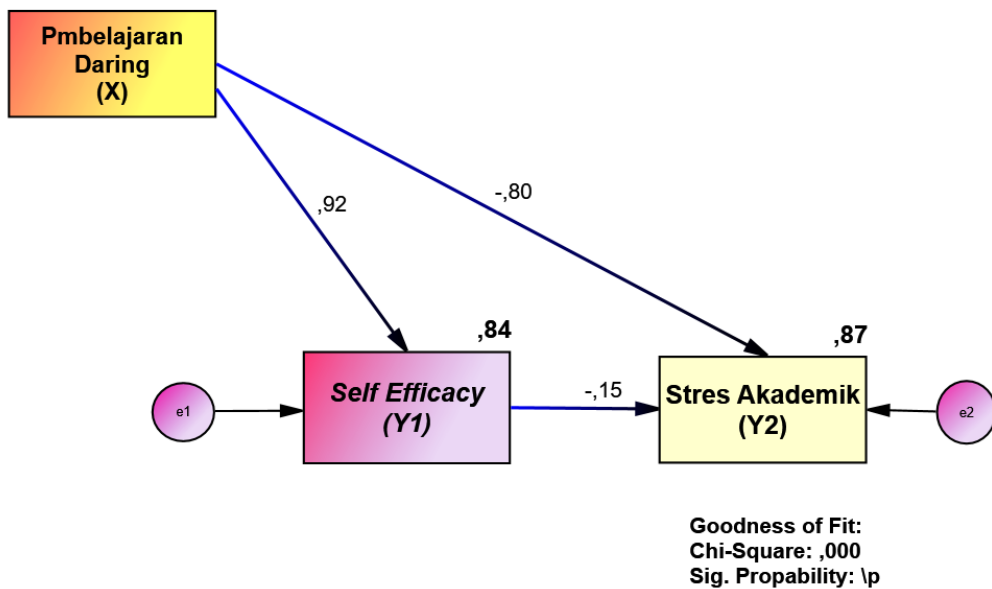 Pmbelajaran
Daring
(X)
,92
-,80
,84
,87
Self Efficacy
(Y1)
-,15
Stres Akademik
(Y2)
e1
e2
Goodness of Fit:
Chi-Square: ,000
Sig. Propability: \p